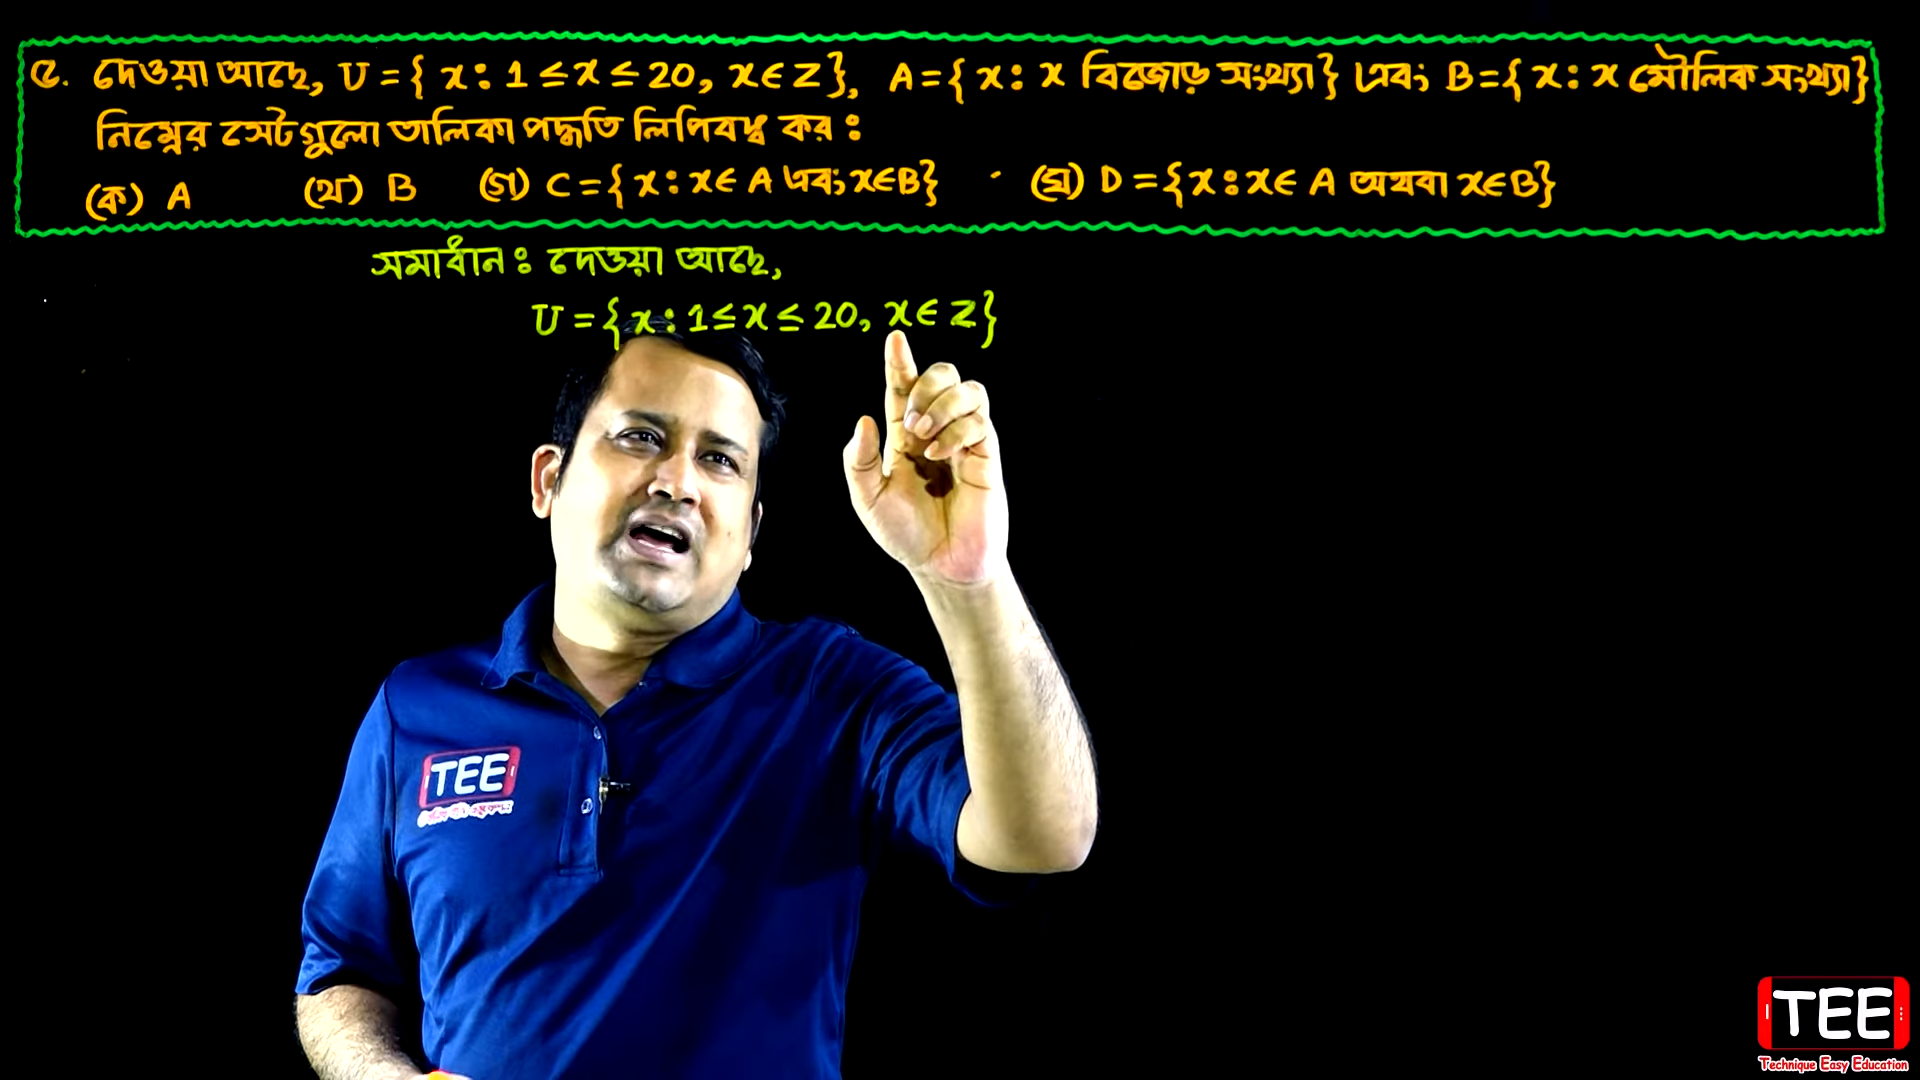 ৫. দেওয়া আছে, U = { x : 1 ≤ x ≤ 20, x ∈ Z }, A = { x : x বিজোড় সংখ্যা } এবং B = { x : x মৌলিক সংখ্যা }
নিম্নের সেটগুলো তালিকা পদ্ধতি লিপিবদ্ধ কর :
(ক) A (খ) B (গ) C = { x : x ∈ A এবং x ∈ B } (ঘ) D = { x : x ∈ A অথবা x ∈ B }
সমাধান : দেওয়া আছে,
U = { x : 1 ≤ x ≤ 20, x ∈ Z }
TEE
TEE
Technique Easy Education